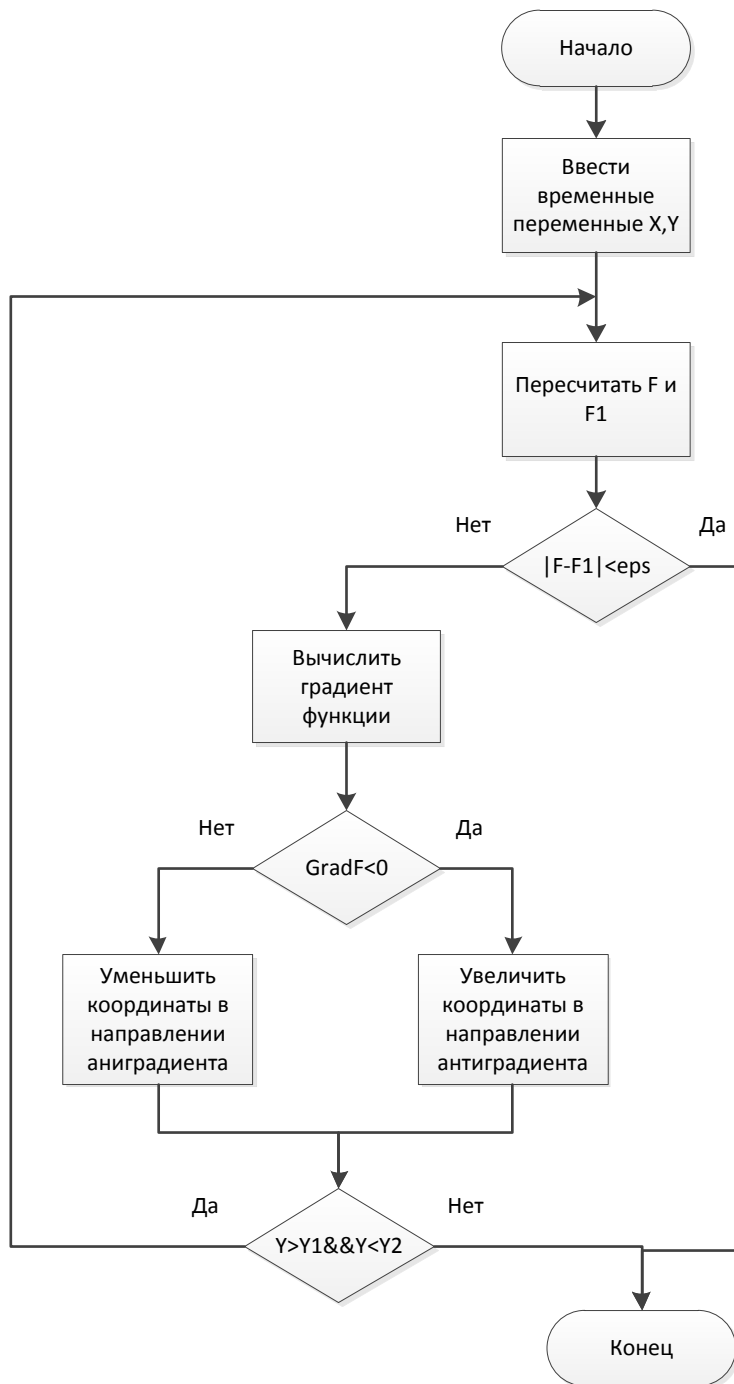 Начало
Ввести
временные
переменные X,Y
Пересчитать F и
F1
Нет
Да
|F-F1|<eps
Вычислить
градиент
функции
Нет
Да
GradF<0
Уменьшить
координаты в
направлении
аниградиента
Увеличить
координаты в
направлении
антиградиента
Да
Нет
Y>Y1&&Y<Y2
Конец